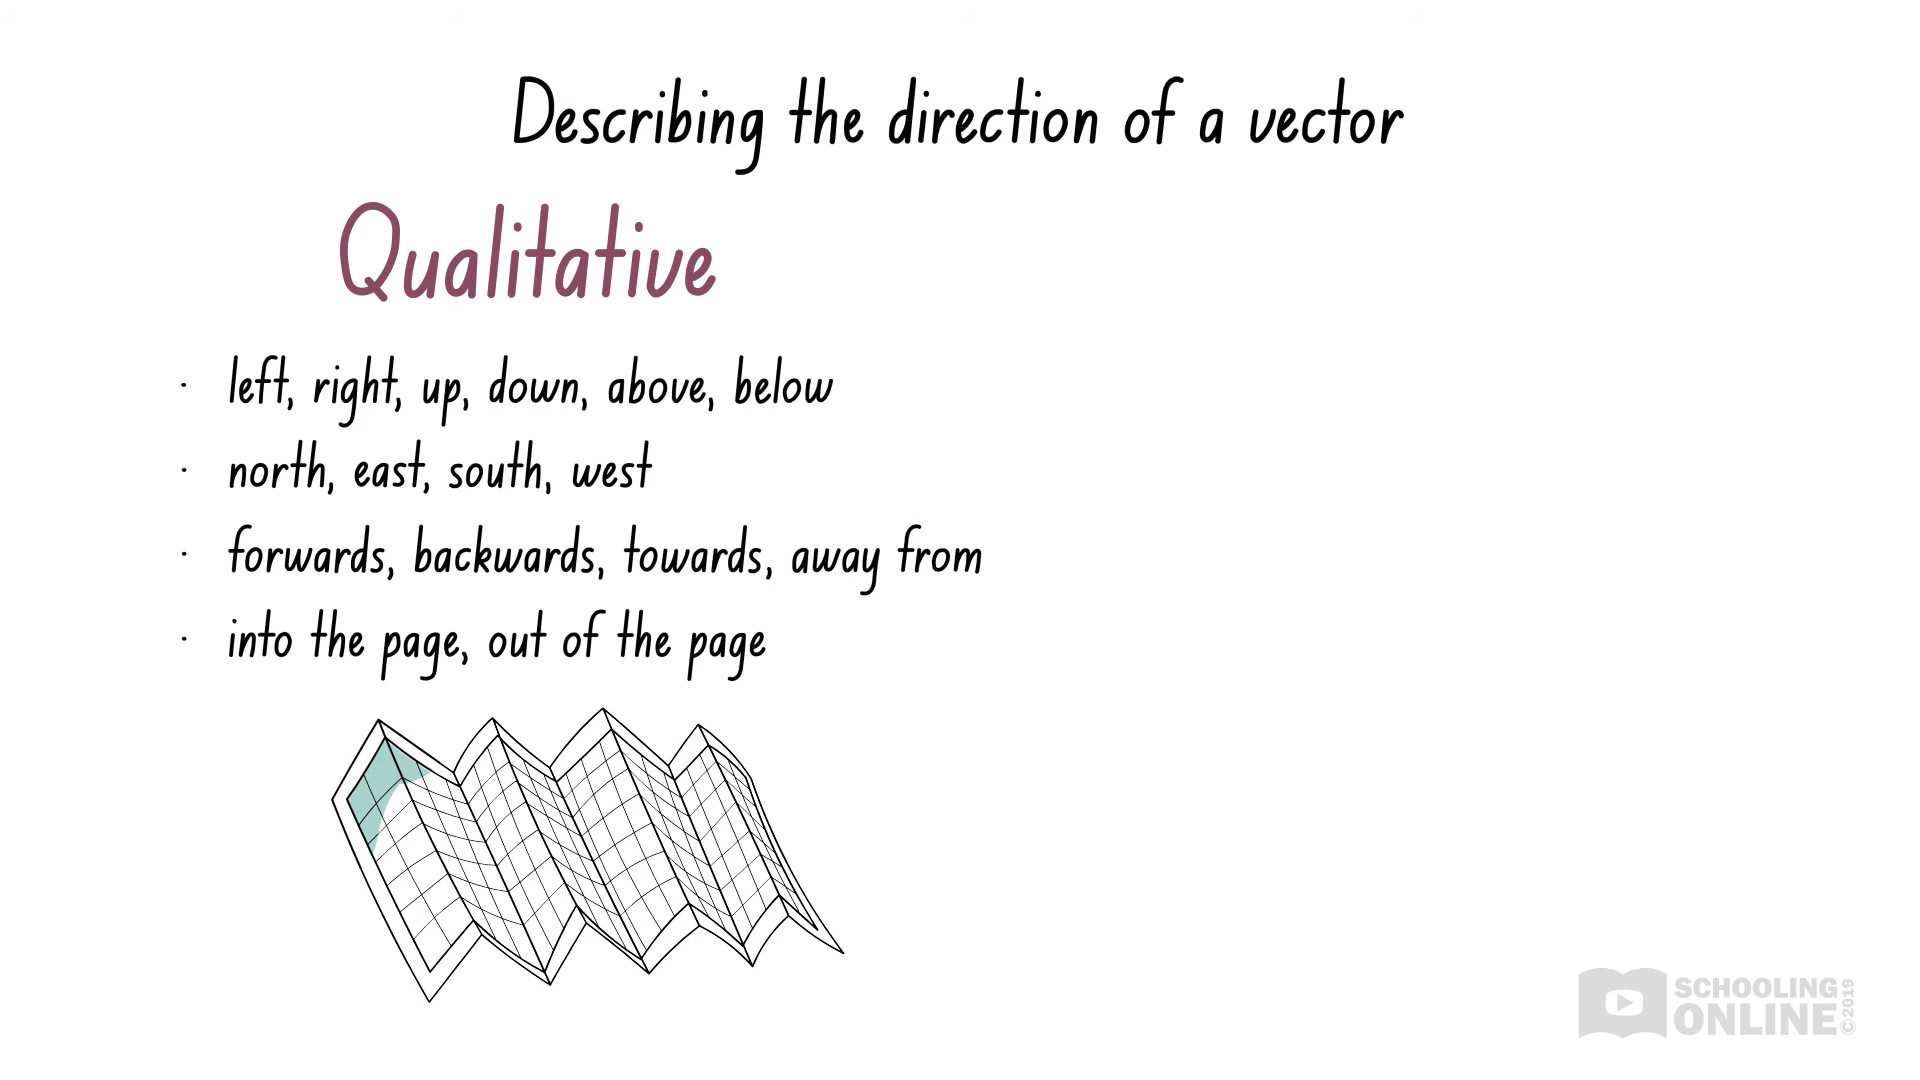 Describing the direction of a vector
Qualitative
· left, right, up, down, above, below
· north, east, south, west
· forwards, backwards, towards, away from
· into the page, out of the page
SCHOOLING
ONLINE
©2019